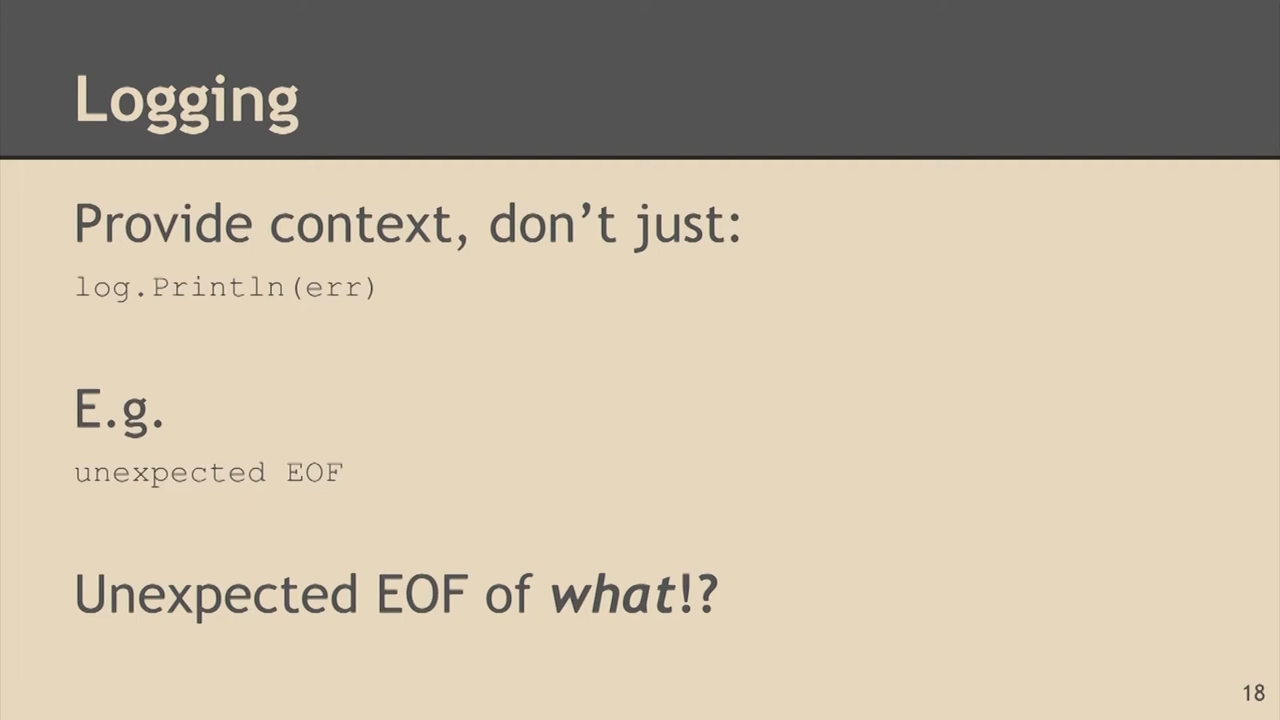 Logging
Provide context, don’t just:
log.Println(err)
E.g.
unexpected EOF
Unexpected EOF of what!?
18